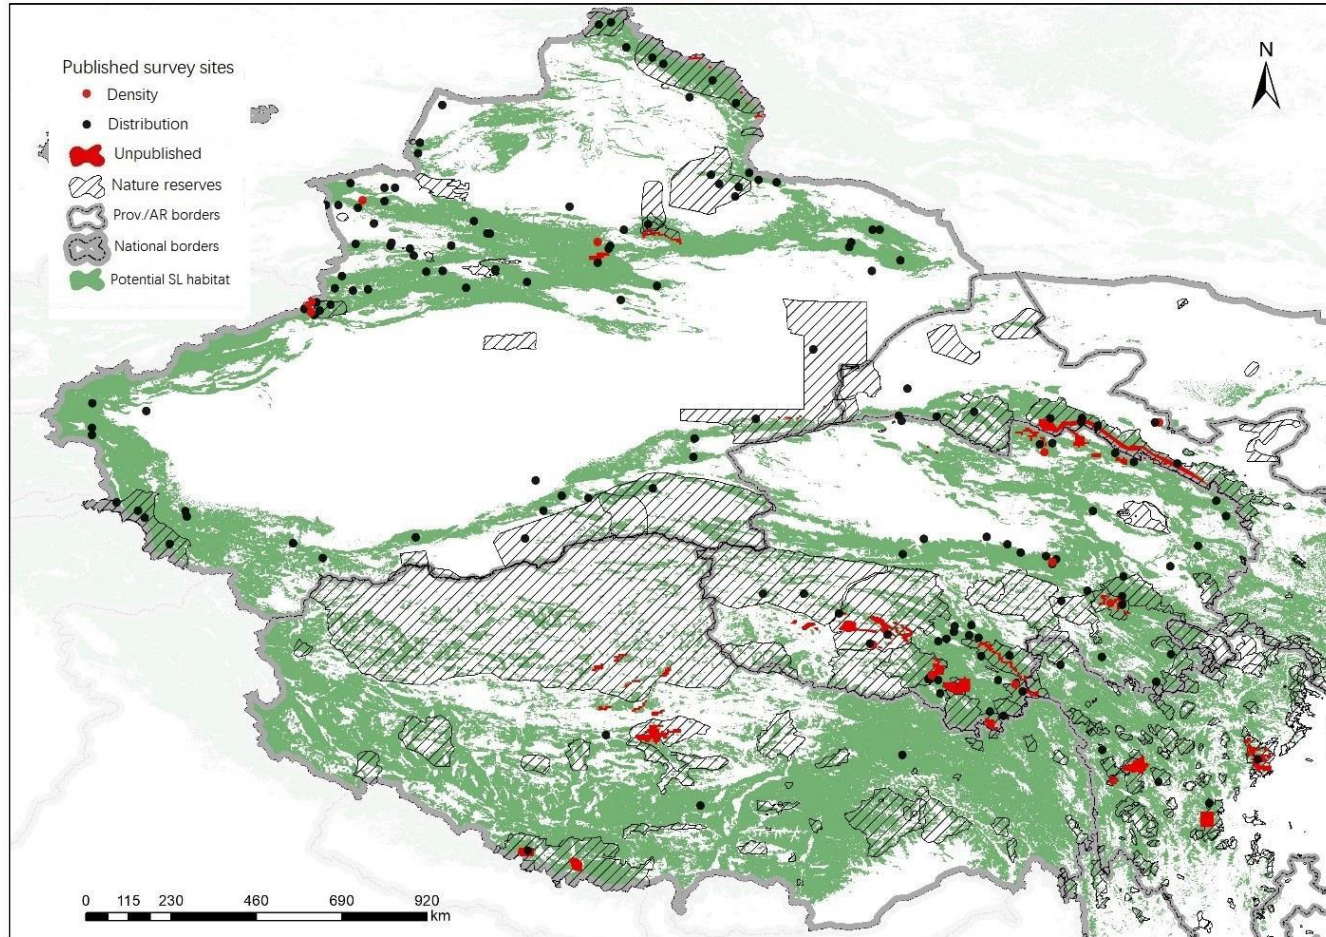 N
Published survey sites
Density
Distribution
Unpublished
Nature reserves
Prov./AR borders
National borders
Potential SL habitat
0 115 230 460 690 920
km